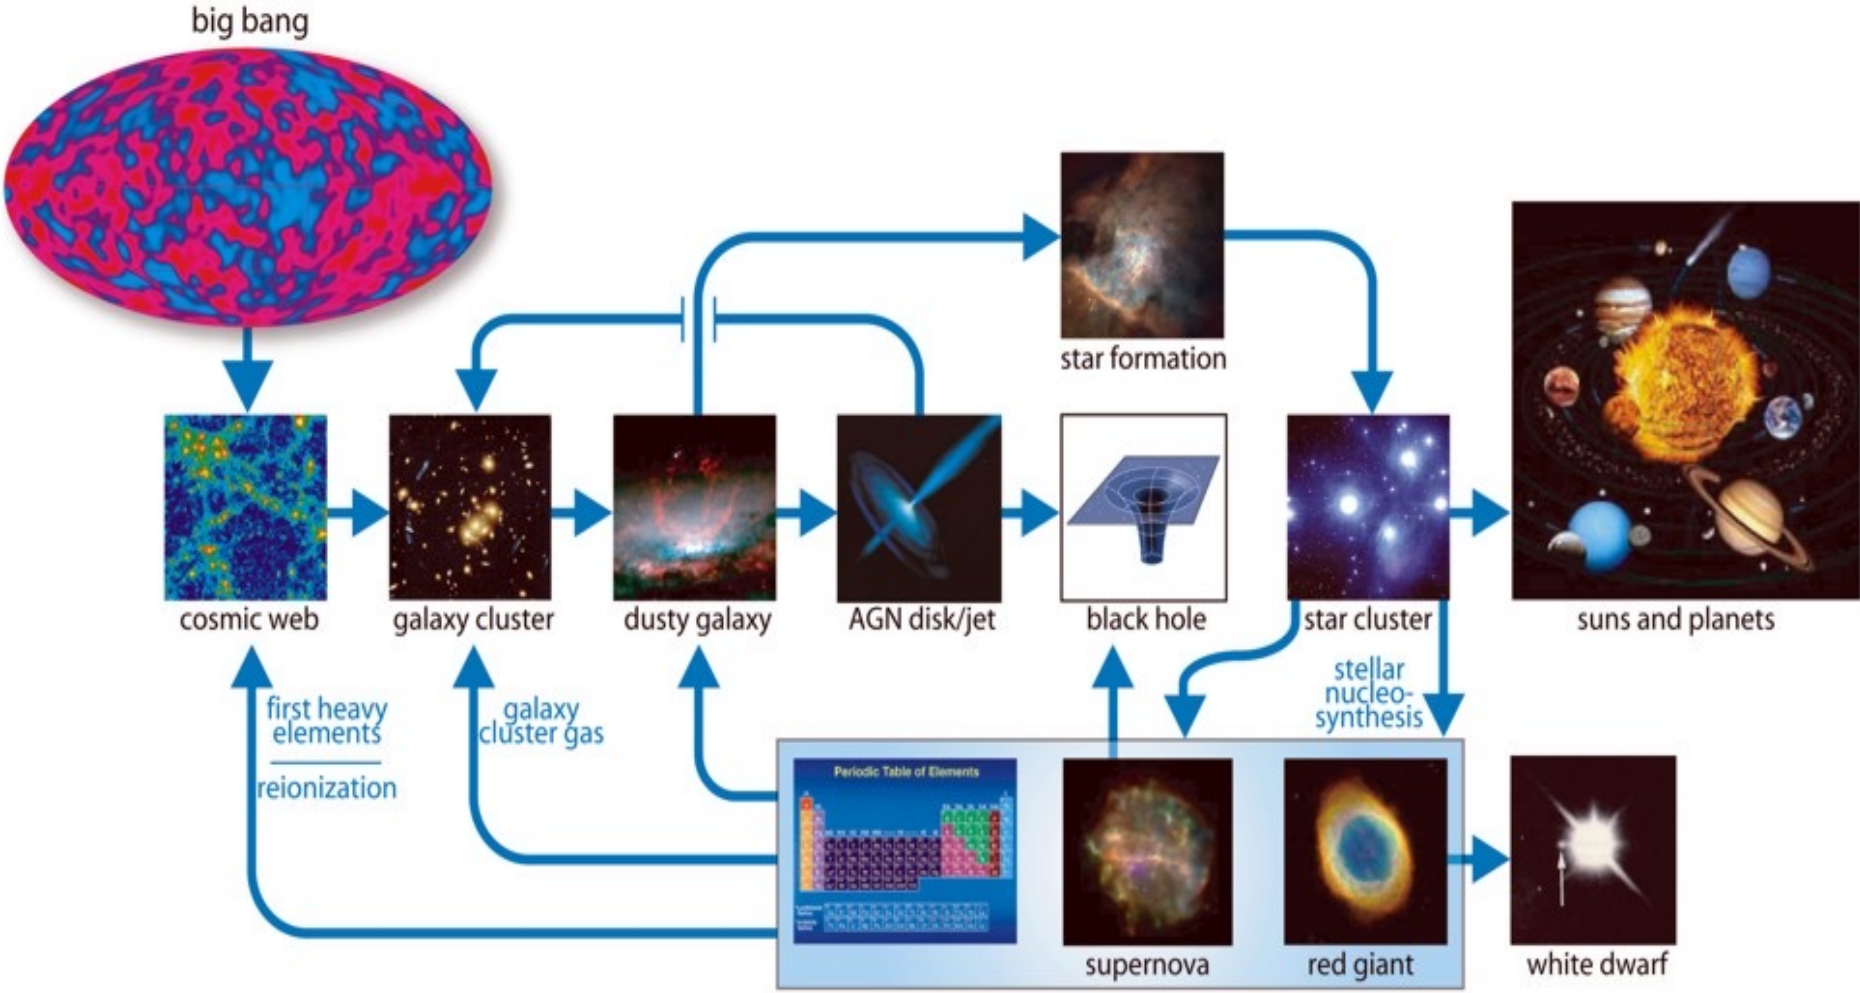 big bang
star formation
cosmic web
galaxy cluster
dusty galaxy
AGN disk/jet
black hole
star cluster
suns and planets
first heavy
elements
reionization
galaxy
cluster gas
stellar
nucleo-
synthesis
Periodic Table of Elements
supernova
red giant
white dwarf